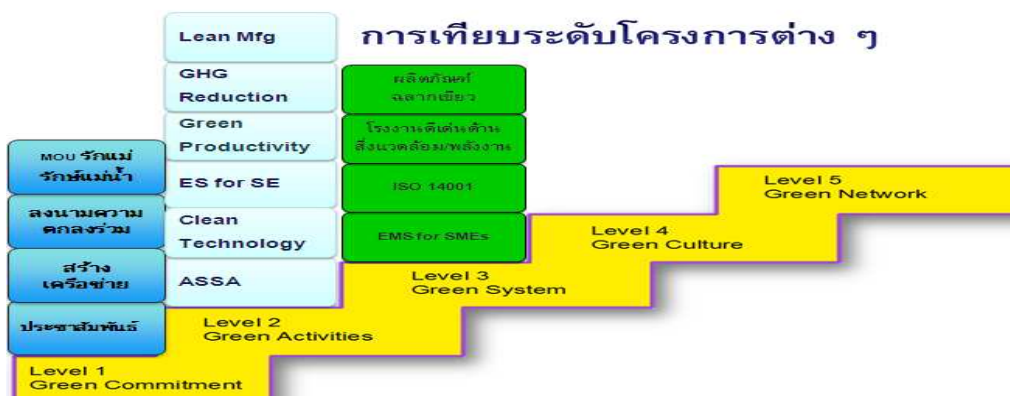 การเทียบระดับโครงการต่าง ๆ
Lean Mfg
GHG
Reduction
Green
Productivity
ES for SE
Clean
Technology
ASSA
ผลิตภัณฑ์
ฉลากเขียว
โรงงานดีเด่นด้าน
สิ่งแวดล้อม/พลังงาน
ISO 14001
EMS for SMEs
MOU รักแม่
รักษ์แม่น้ำ
ลงนามความ
ตกลงร่วม
สร้าง
เครือข่าย
ประชาสัมพันธ์
Level 5
Green Network
Level 4
Green Culture
Level 3
Green System
Level 2
Green Activities
Level 1
Green Commitment